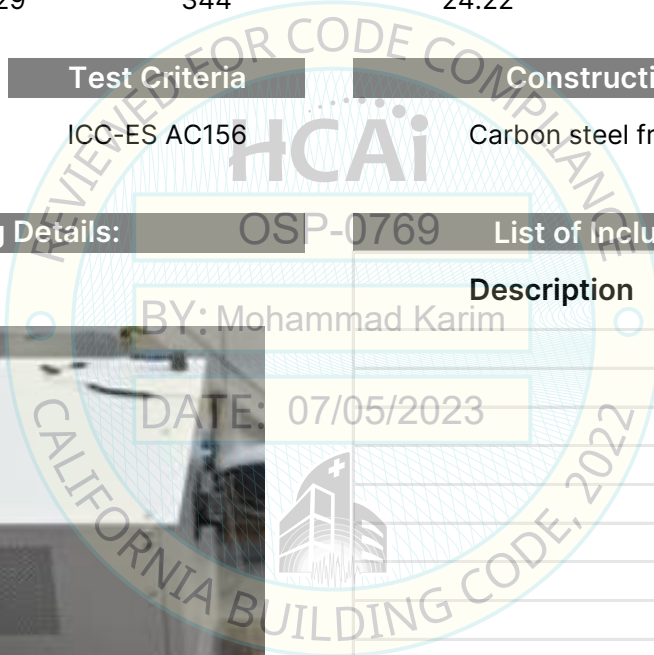 29 344 24.22
REVIEWED FOR CODE COMPLIANCE
Test Criteria Constructi
ICC-ES AC156 Carbon steel fr
HCAi
g Details: OSP-0769 List of Inclu
Description
BY: Mohammad Karim
DATE: 07/05/2023
CALIFORNIA BUILDING CODE, 2022